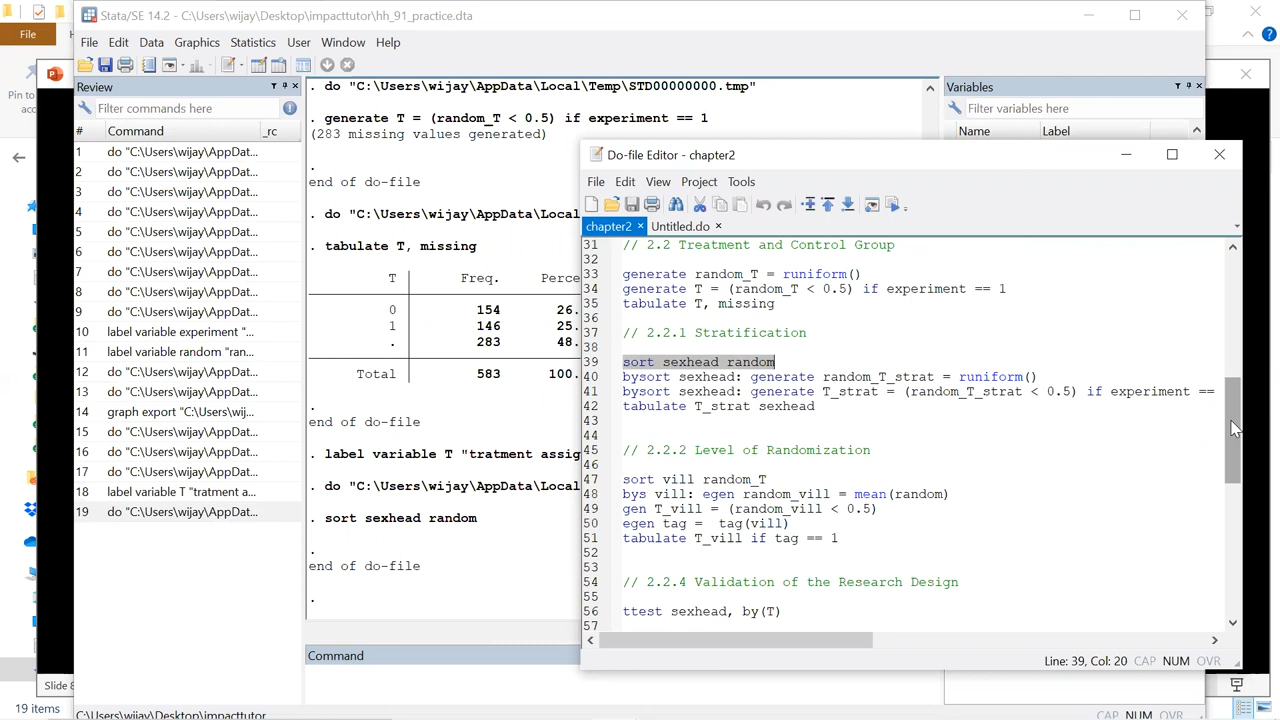 File
Pin to
acc
Slide 8
19 items
Stata/SE 14.2 - C:\Users\wijay\Desktop\impacttutor\hh_91_practice.dta
File Edit Data Graphics Statistics User Window Help
Review
Filter commands here
# Command _rc
1 do "C:\Users\wijay\AppDat...
2 do "C:\Users\wijay\AppDat...
3 do "C:\Users\wijay\AppDat...
4 do "C:\Users\wijay\AppDat...
5 do "C:\Users\wijay\AppDat...
6 do "C:\Users\wijay\AppDat...
7 do "C:\Users\wijay\AppDat...
8 do "C:\Users\wijay\AppDat...
9 do "C:\Users\wijay\AppDat...
10 label variable experiment "...
11 label variable random "ran...
12 do "C:\Users\wijay\AppDat...
13 do "C:\Users\wijay\AppDat...
14 graph export "C:\Users\wij...
15 do "C:\Users\wijay\AppDat...
16 do "C:\Users\wijay\AppDat...
17 do "C:\Users\wijay\AppDat...
18 label variable T "tratment a...
19 do "C:\Users\wijay\AppDat...
. do "C:\Users\wijay\AppData\Local\Temp\STD00000000.tmp"
. generate T = (random_T < 0.5) if experiment == 1
(283 missing values generated)
.
end of do-file
. do "C:\Users\wijay\AppData\Loca
. tabulate T, missing
T Freq. Perce
0 154 26.
1 146 25.
. 283 48.
Total 583 100.
.
end of do-file
. label variable T "tratment assig
. do "C:\Users\wijay\AppData\Loca
. sort sexhead random
.
end of do-file
.
Command
C:\Users\wijay\Desktop\impacttutor
CAP NUM OVR
Variables
Filter variables here
Name Label
Do-file Editor - chapter2
File Edit View Project Tools
chapter2 × Untitled.do ×
31 // 2.2 Treatment and Control Group
32
33 generate random_T = runiform()
34 generate T = (random_T < 0.5) if experiment == 1
35 tabulate T, missing
36
37 // 2.2.1 Stratification
38
39 sort sexhead random
40 bysort sexhead: generate random_T_strat = runiform()
41 bysort sexhead: generate T_strat = (random_T_strat < 0.5) if experiment ==
42 tabulate T_strat sexhead
43
44
45 // 2.2.2 Level of Randomization
46
47 sort vill random_T
48 bys vill: egen random_vill = mean(random)
49 gen T_vill = (random_vill < 0.5)
50 egen tag = tag(vill)
51 tabulate T_vill if tag == 1
52
53
54 // 2.2.4 Validation of the Research Design
55
56 ttest sexhead, by(T)
57
Line: 39, Col: 20 CAP NUM OVR